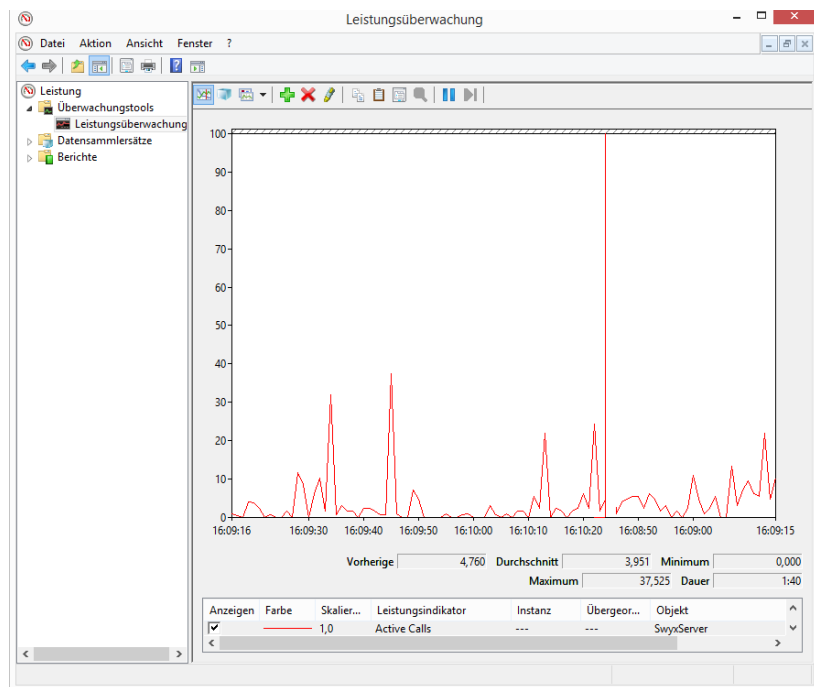 Leistungsüberwachung
Datei Aktion Ansicht Fenster ?
Leistung
Überwachungstools
Leistungsüberwachung
Datensammlersätze
Berichte
100
90
80
70
60
50
40
30
20
10
0
16:09:16 16:09:30 16:09:40 16:09:50 16:10:00 16:10:10 16:10:20 16:08:50 16:09:00 16:09:15
Vorherige 4,760 Durchschnitt 3,951 Minimum 0,000
Maximum 37,525 Dauer 1:40
Anzeigen Farbe Skalier... Leistungsindikator Instanz Übergeor... Objekt
1,0 Active Calls --- --- SwyxServer